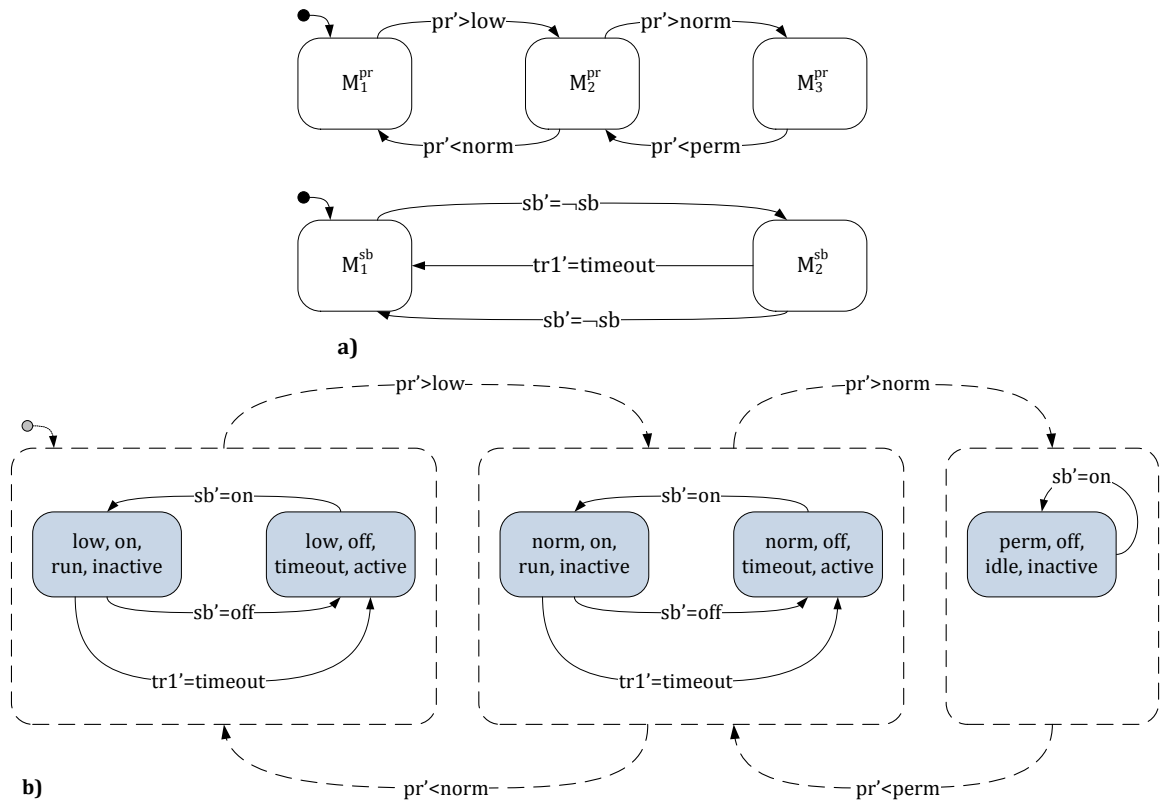 pr’>low
pr’>norm
M₁ᵖʳ
M₂ᵖʳ
M₃ᵖʳ
pr’<norm
pr’<perm
sb’=¬sb
M₁ˢᵇ
tr1’=timeout
M₂ˢᵇ
sb’=¬sb
a)
pr’>low
pr’>norm
sb’=on
low, on,
run, inactive
low, off,
timeout, active
sb’=off
tr1’=timeout
sb’=on
norm, on,
run, inactive
norm, off,
timeout, active
sb’=off
tr1’=timeout
sb’=on
perm, off,
idle, inactive
pr’<norm
pr’<perm
b)